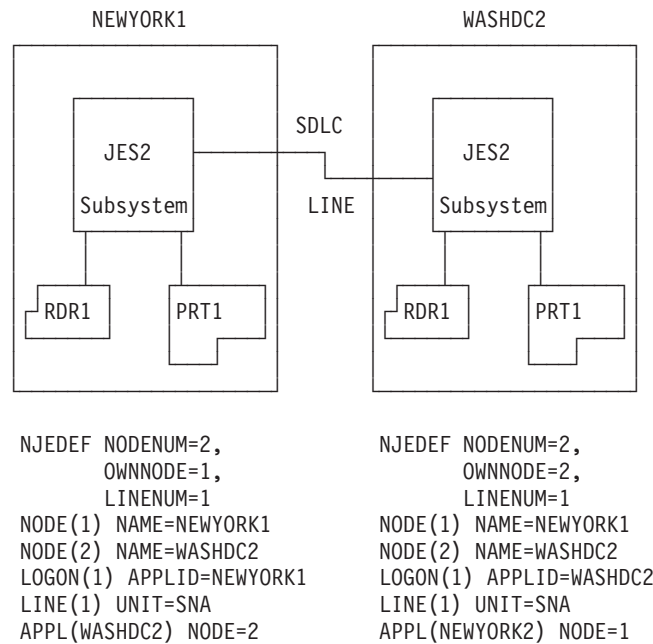 NEWYORK1
WASHDC2
SDLC
JES2
JES2
Subsystem
LINE
Subsystem
RDR1
PRT1
RDR1
PRT1
NJEDEF NODENUM=2,
OWNNODE=1,
LINENUM=1
NODE(1) NAME=NEWYORK1
NODE(2) NAME=WASHDC2
LOGON(1) APPLID=NEWYORK1
LINE(1) UNIT=SNA
APPL(WASHDC2) NODE=2
NJEDEF NODENUM=2,
OWNNODE=2,
LINENUM=1
NODE(1) NAME=NEWYORK1
NODE(2) NAME=WASHDC2
LOGON(1) APPLID=WASHDC2
LINE(1) UNIT=SNA
APPL(NEWYORK2) NODE=1